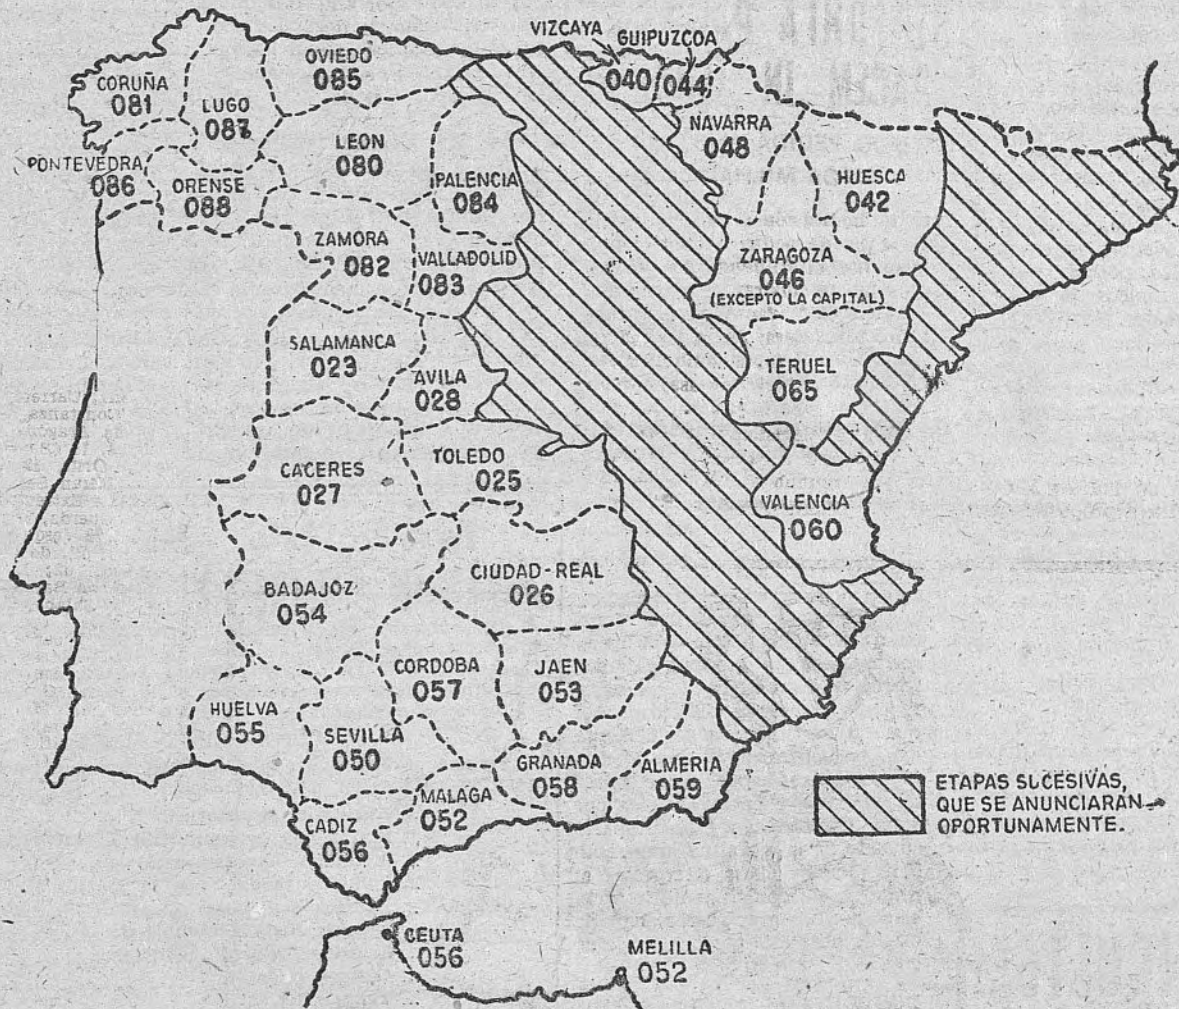 VIZCAYA
040
GUIPUZCOA
044
CORUÑA
081
LUGO
087
OVIEDO
085
LEON
080
PALENCIA
084
NAVARRA
048
HUESCA
042
PONTEVEDRA
086
ORENSE
088
ZAMORA
082
VALLADOLID
083
ZARAGOZA
046
(EXCEPTO LA CAPITAL)
SALAMANCA
023
AVILA
028
TERUEL
065
CACERES
027
TOLEDO
025
VALENCIA
060
BADAJOZ
054
CIUDAD-REAL
026
CORDOBA
057
JAEN
053
HUELVA
055
SEVILLA
050
GRANADA
058
ALMERIA
059
MALAGA
052
CADIZ
056
ETAPAS SUCESIVAS,
QUE SE ANUNCIARAN
OPORTUNAMENTE.
CEUTA
056
MELILLA
052